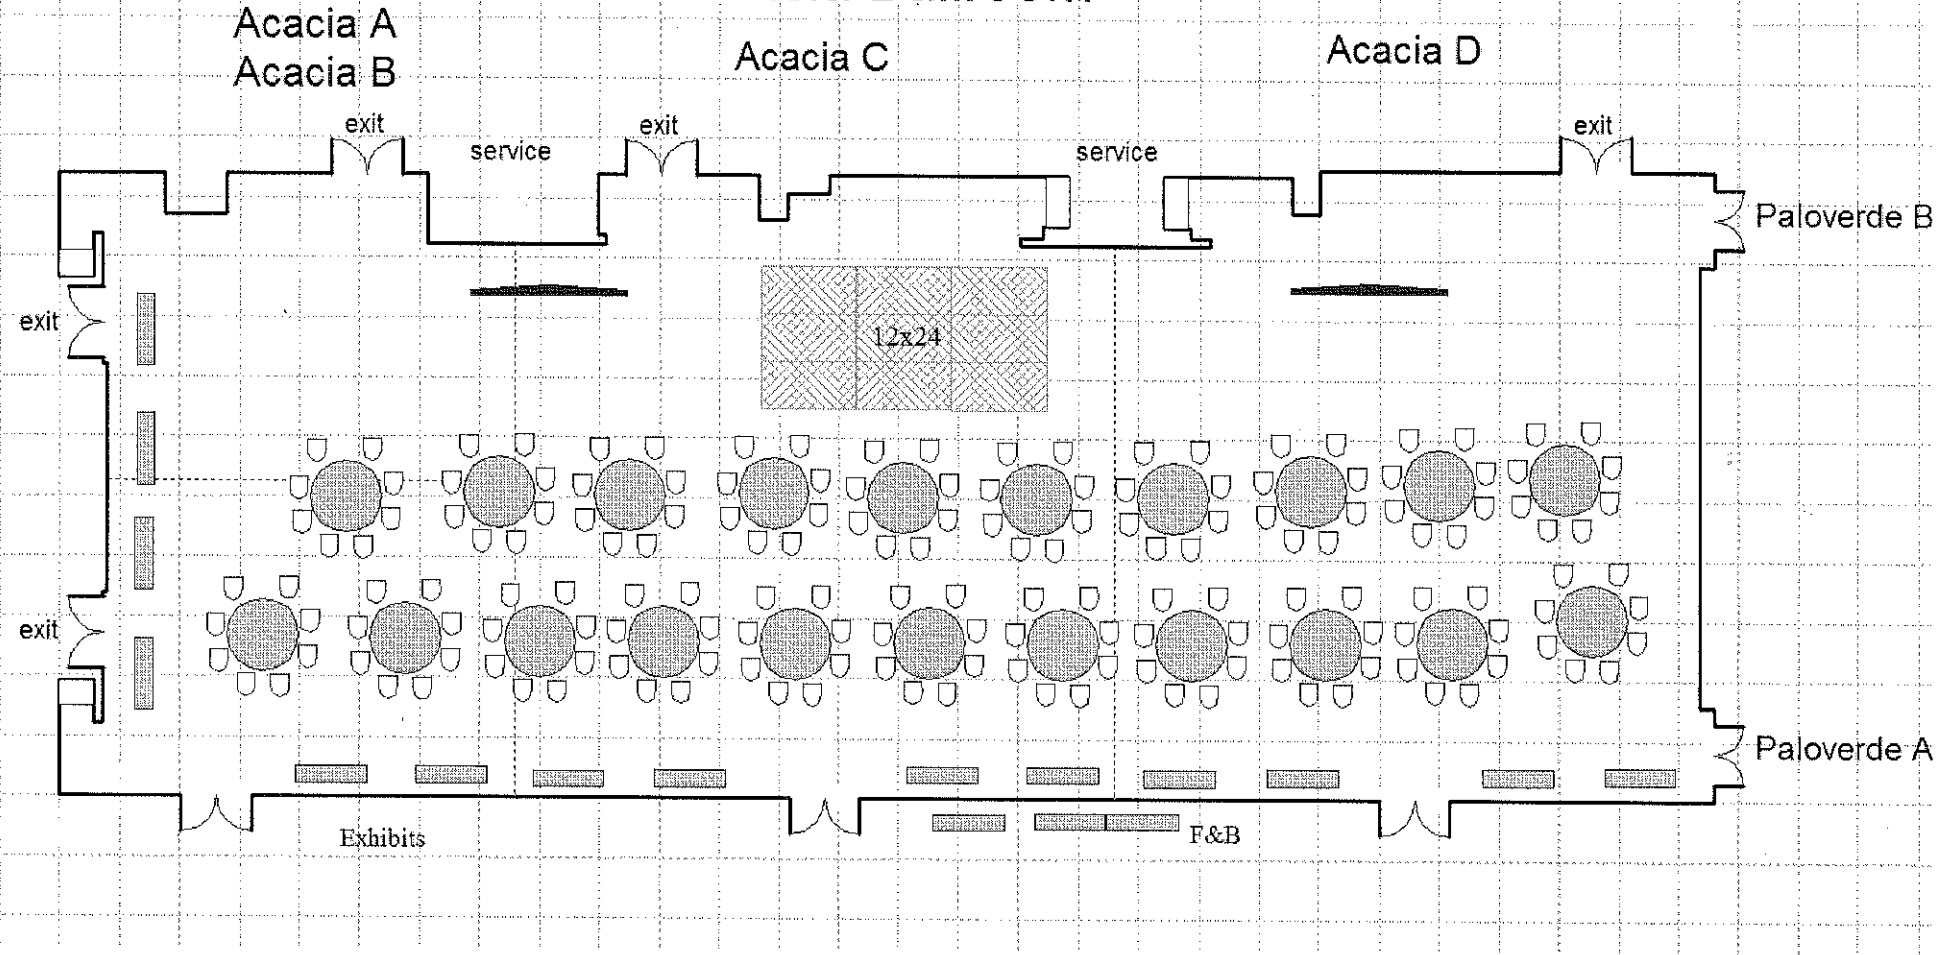 Acacia A
Acacia B
Acacia C
Acacia D
exit
exit
exit
service
service
Paloverde B
exit
12x24
exit
Paloverde A
Exhibits
F&B